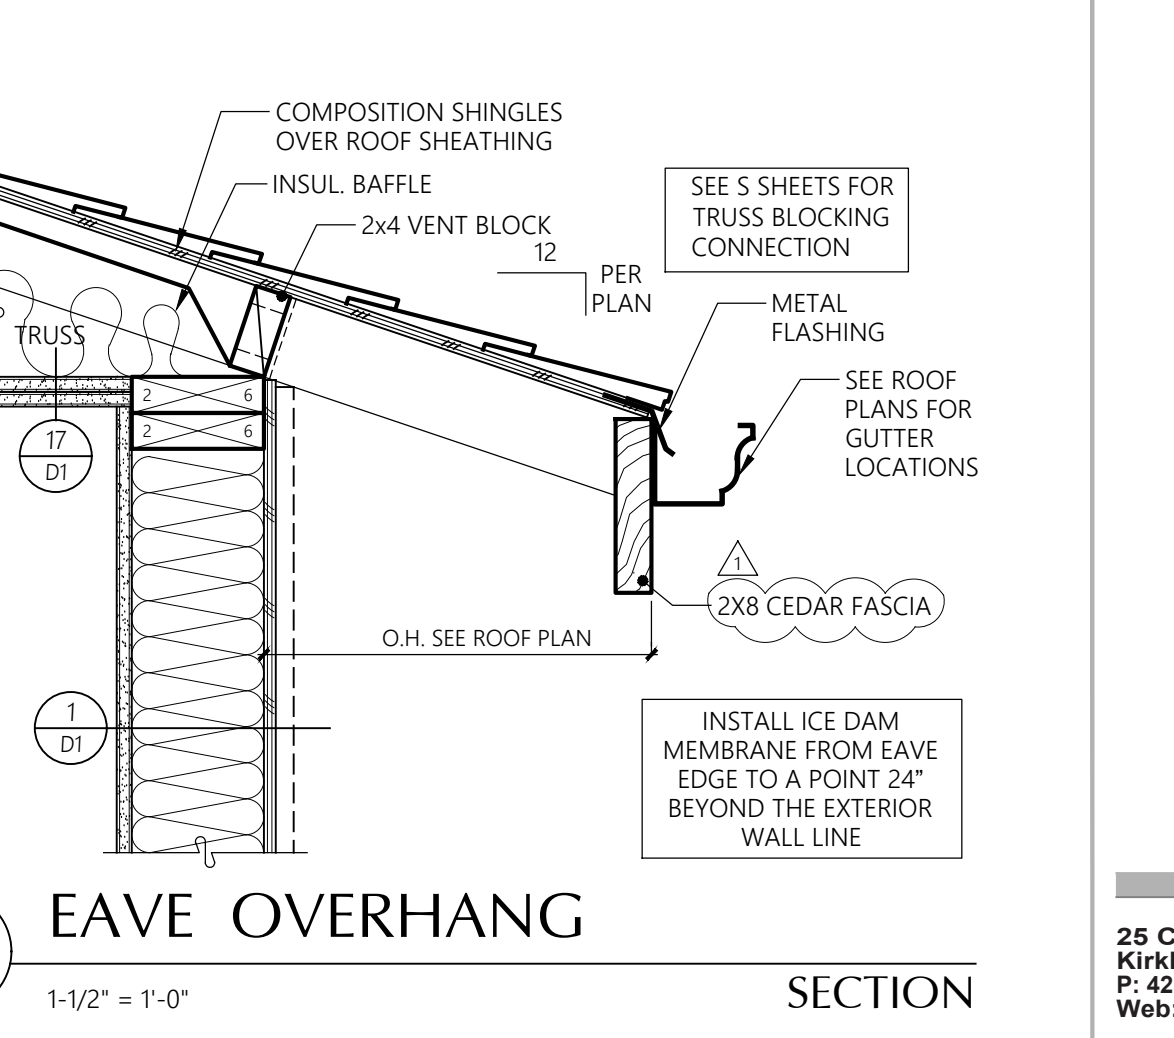 COMPOSITION SHINGLES
OVER ROOF SHEATHING
INSUL. BAFFLE
2x4 VENT BLOCK
12
PER
PLAN
SEE S SHEETS FOR
TRUSS BLOCKING
CONNECTION
METAL
FLASHING
SEE ROOF
PLANS FOR
GUTTER
LOCATIONS
TRUSS
2 6
2 6
17
D1
1
2X8 CEDAR FASCIA
O.H. SEE ROOF PLAN
1
D1
INSTALL ICE DAM
MEMBRANE FROM EAVE
EDGE TO A POINT 24”
BEYOND THE EXTERIOR
WALL LINE
EAVE OVERHANG
1-1/2" = 1'-0"
SECTION
25 C
Kirkl
P: 42
Web: